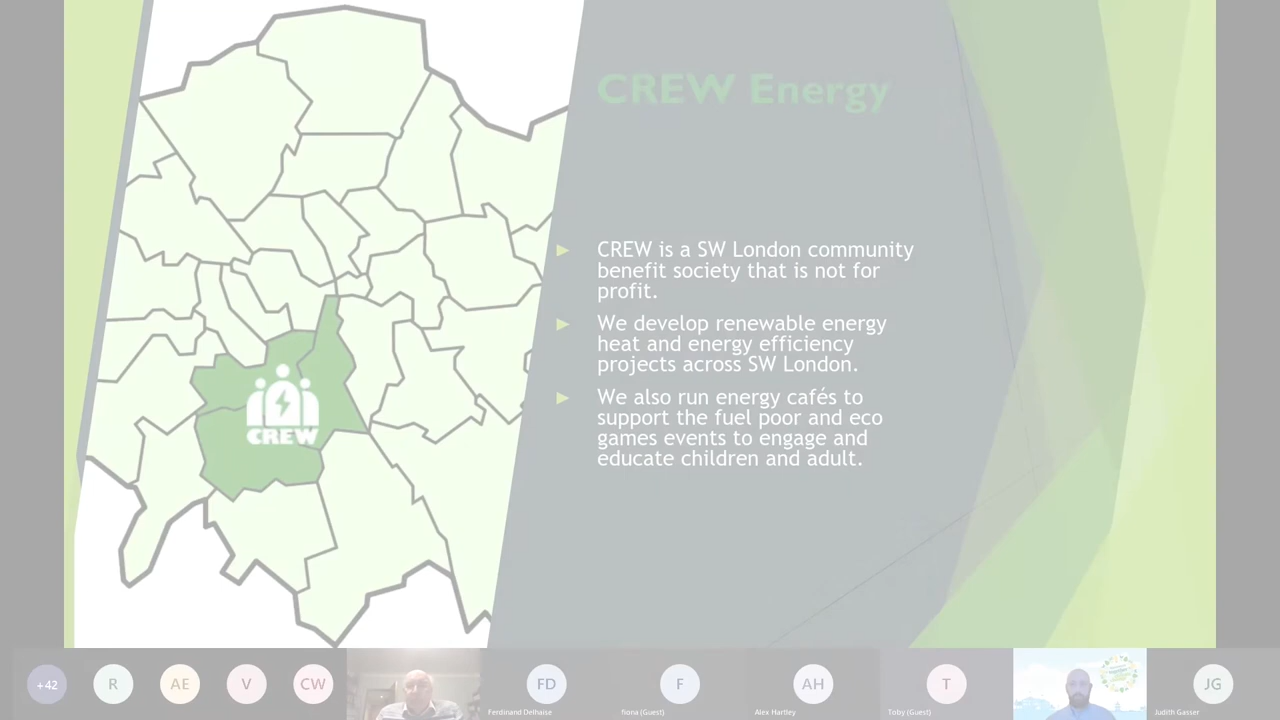 CREW Energy
CREW is a SW London community
benefit society that is not for
profit.
We develop renewable energy
heat and energy efficiency
projects across SW London.
We also run energy cafés to
support the fuel poor and eco
games events to engage and
educate children and adult.
CREW
+42
R
AE
V
CW
FD
F
AH
T
JG
Ferdinand Delhaise
fiona (Guest)
Alex Hartley
Toby (Guest)
Judith Gasser